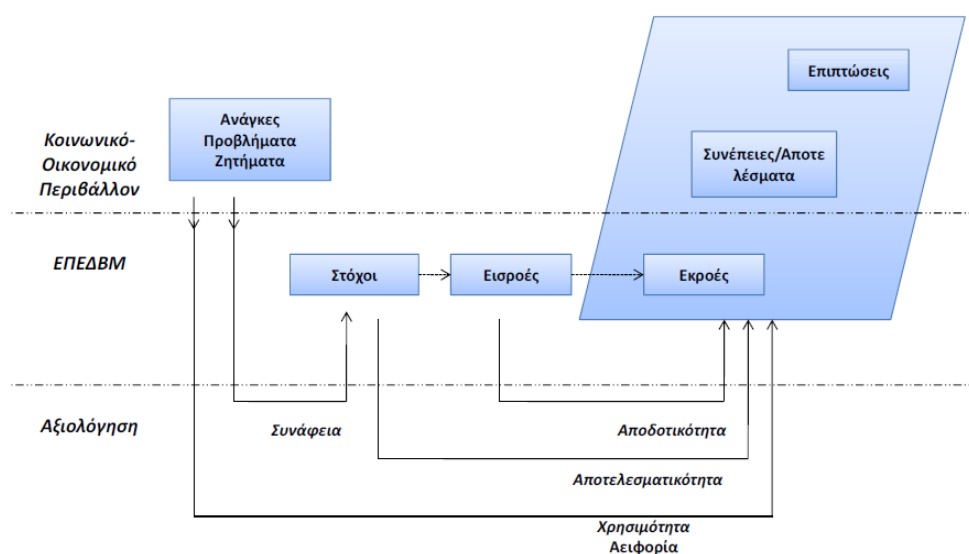 Επιπτώσεις
Ανάγκες
Προβλήματα
Ζητήματα
Κοινωνικό-
Οικονομικό
Περιβάλλον
Συνέπειες/Αποτε
λέσματα
ΕΠΕΔΒΜ
Στόχοι
Εισροές
Εκροές
Αξιολόγηση
Συνάφεια
Αποδοτικότητα
Αποτελεσματικότητα
Χρησιμότητα
Αειφορία